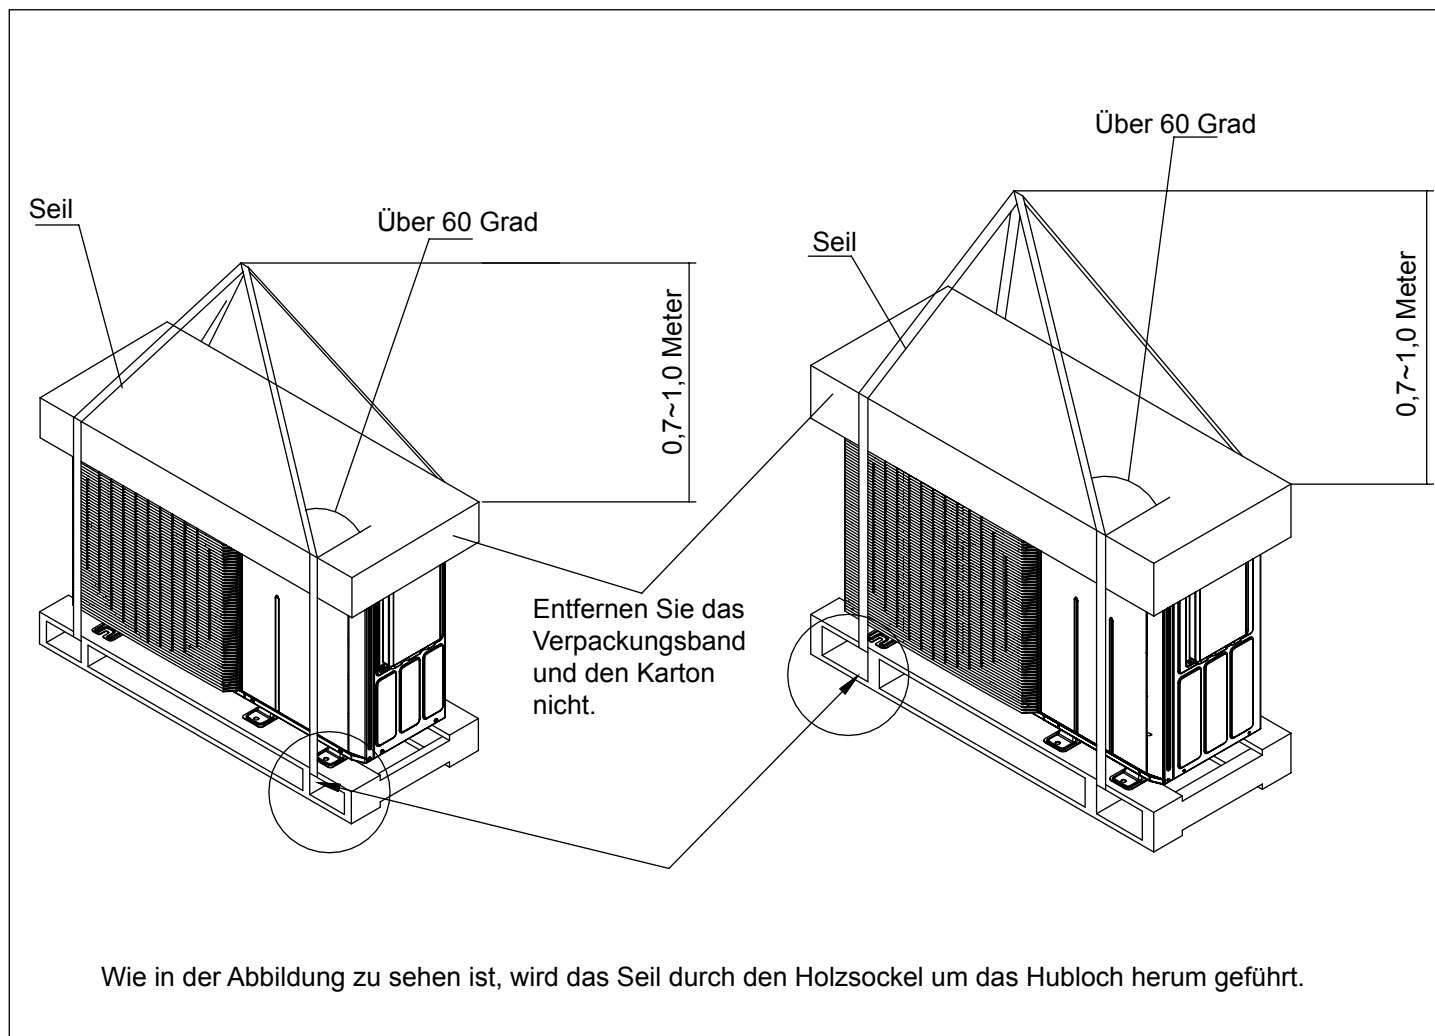 Über 60 Grad
Seil
Über 60 Grad
Seil
0,7~1,0 Meter
0,7~1,0 Meter
Entfernen Sie das
Verpackungsband
und den Karton
nicht.
Wie in der Abbildung zu sehen ist, wird das Seil durch den Holzsockel um das Hubloch herum geführt.